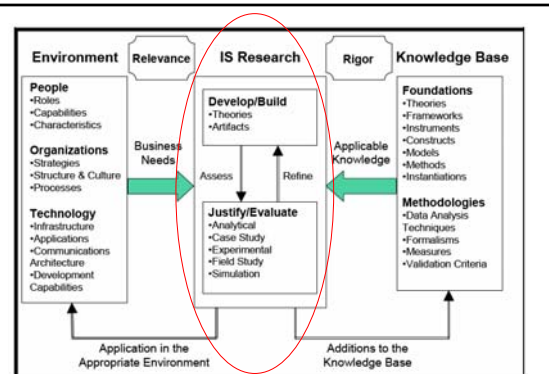 Environment
Relevance
IS Research
Rigor
Knowledge Base
People
•Roles
•Capabilities
•Characteristics
Organizations
•Strategies
•Structure & Culture
•Processes
Technology
•Infrastructure
•Applications
•Communications
Architecture
•Development
Capabilities
Business
Needs
Develop/Build
•Theories
•Artifacts
Assess
Refine
Justify/Evaluate
•Analytical
•Case Study
•Experimental
•Field Study
•Simulation
Applicable
Knowledge
Foundations
•Theories
•Frameworks
•Instruments
•Constructs
•Models
•Methods
•Instantiations
Methodologies
•Data Analysis
Techniques
•Formalisms
•Measures
•Validation Criteria
Application in the
Appropriate Environment
Additions to the
Knowledge Base